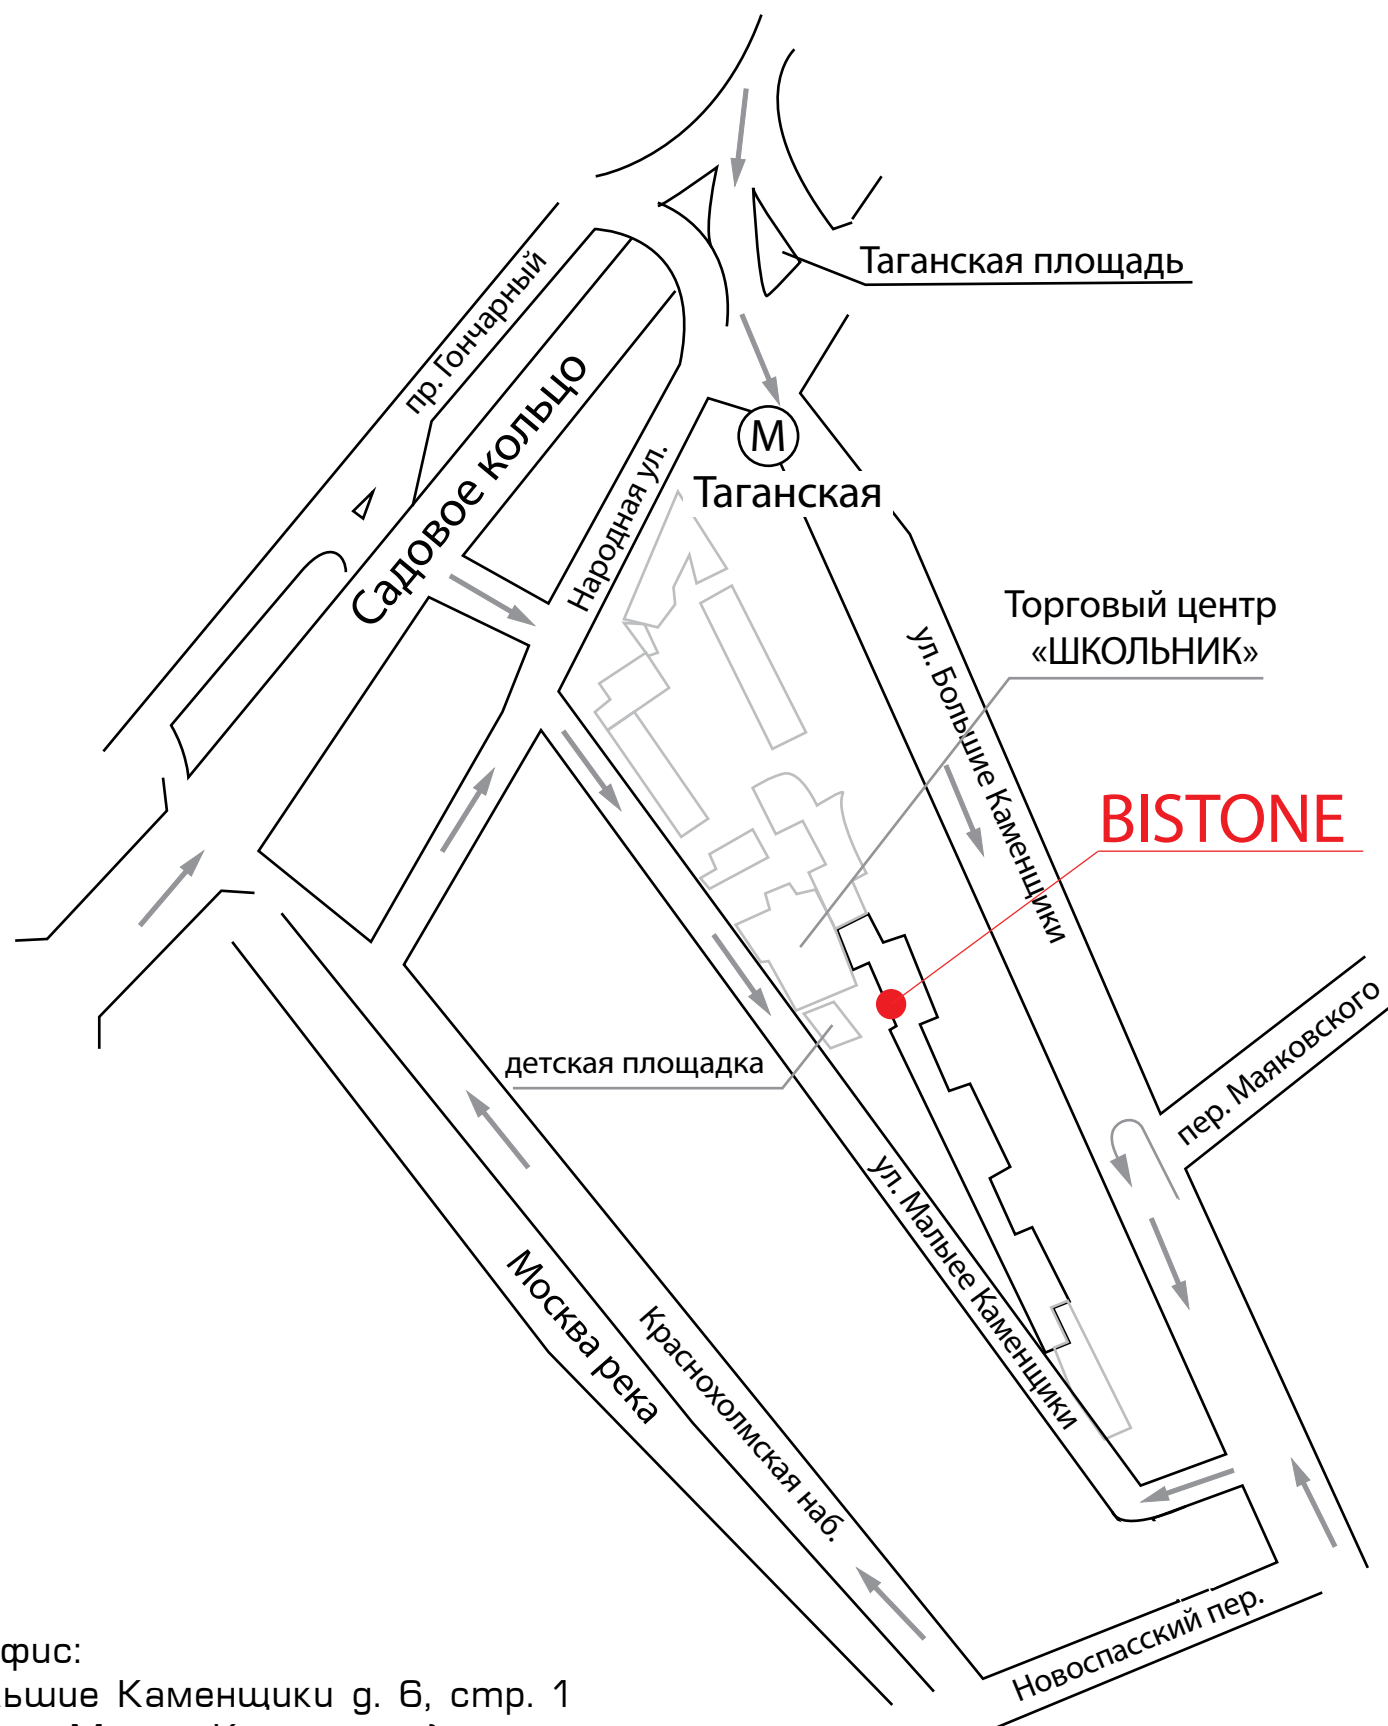 Таганская площадь
пр. Гончарный
Садовое кольцо
М
Народная ул.
Таганская
Торговый центр
«ШКОЛЬНИК»
ул. Большие Каменщики
BISTONE
пер. Маяковского
детская площадка
ул. Малыее Каменщики
Москва река
Краснохолмская наб.
Новоспасский пер.
фис:
ьшие Каменщики д. 6, стр. 1